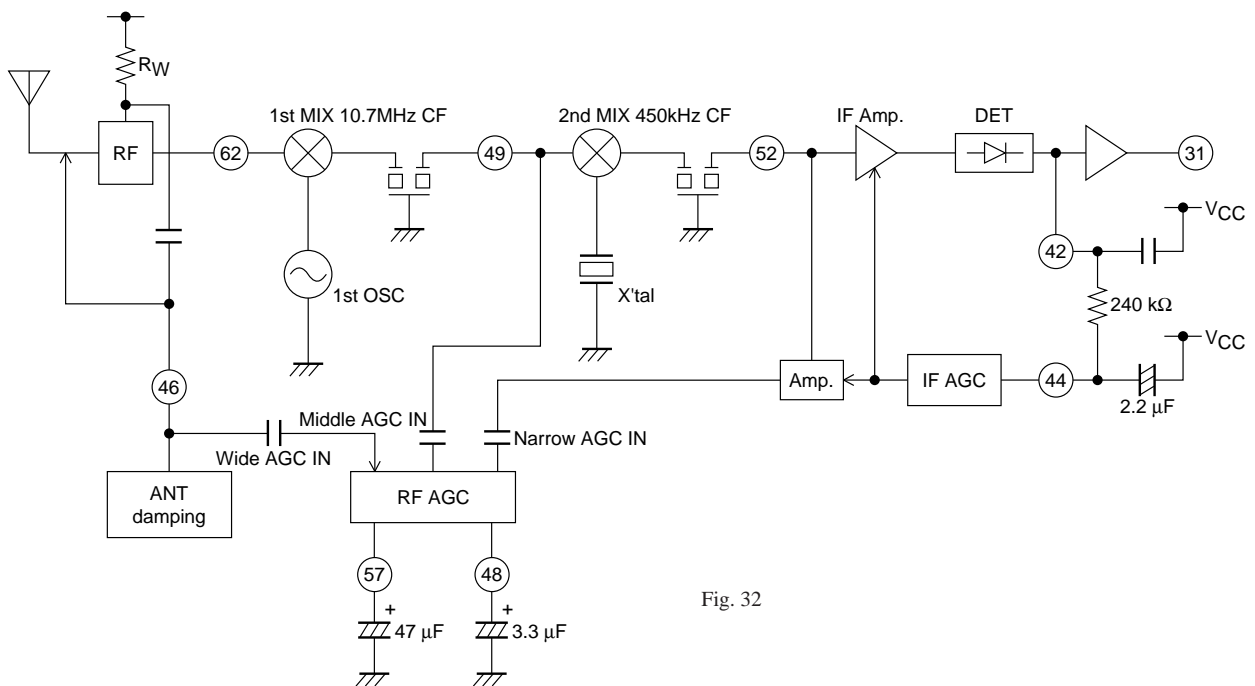 RW
RF
62
1st MIX 10.7MHz CF
49
2nd MIX 450kHz CF
52
IF Amp.
DET
31
VCC
42
1st OSC
X'tal
240 kΩ
VCC
46
Amp.
IF AGC
44
2.2 μF
Middle AGC IN
Narrow AGC IN
Wide AGC IN
ANT
damping
RF AGC
57
48
+
47 μF
+
3.3 μF
Fig. 32